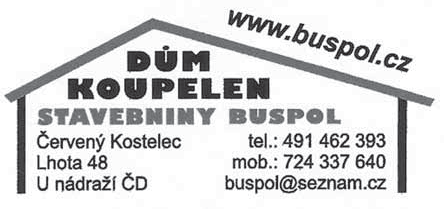 www.buspol.cz
DŮM
KOUPELEN
STAVEBNINY BUSPOL
Červený Kostelec tel.: 491 462 393
Lhota 48 mob.: 724 337 640
U nádraží ČD buspol@seznam.cz